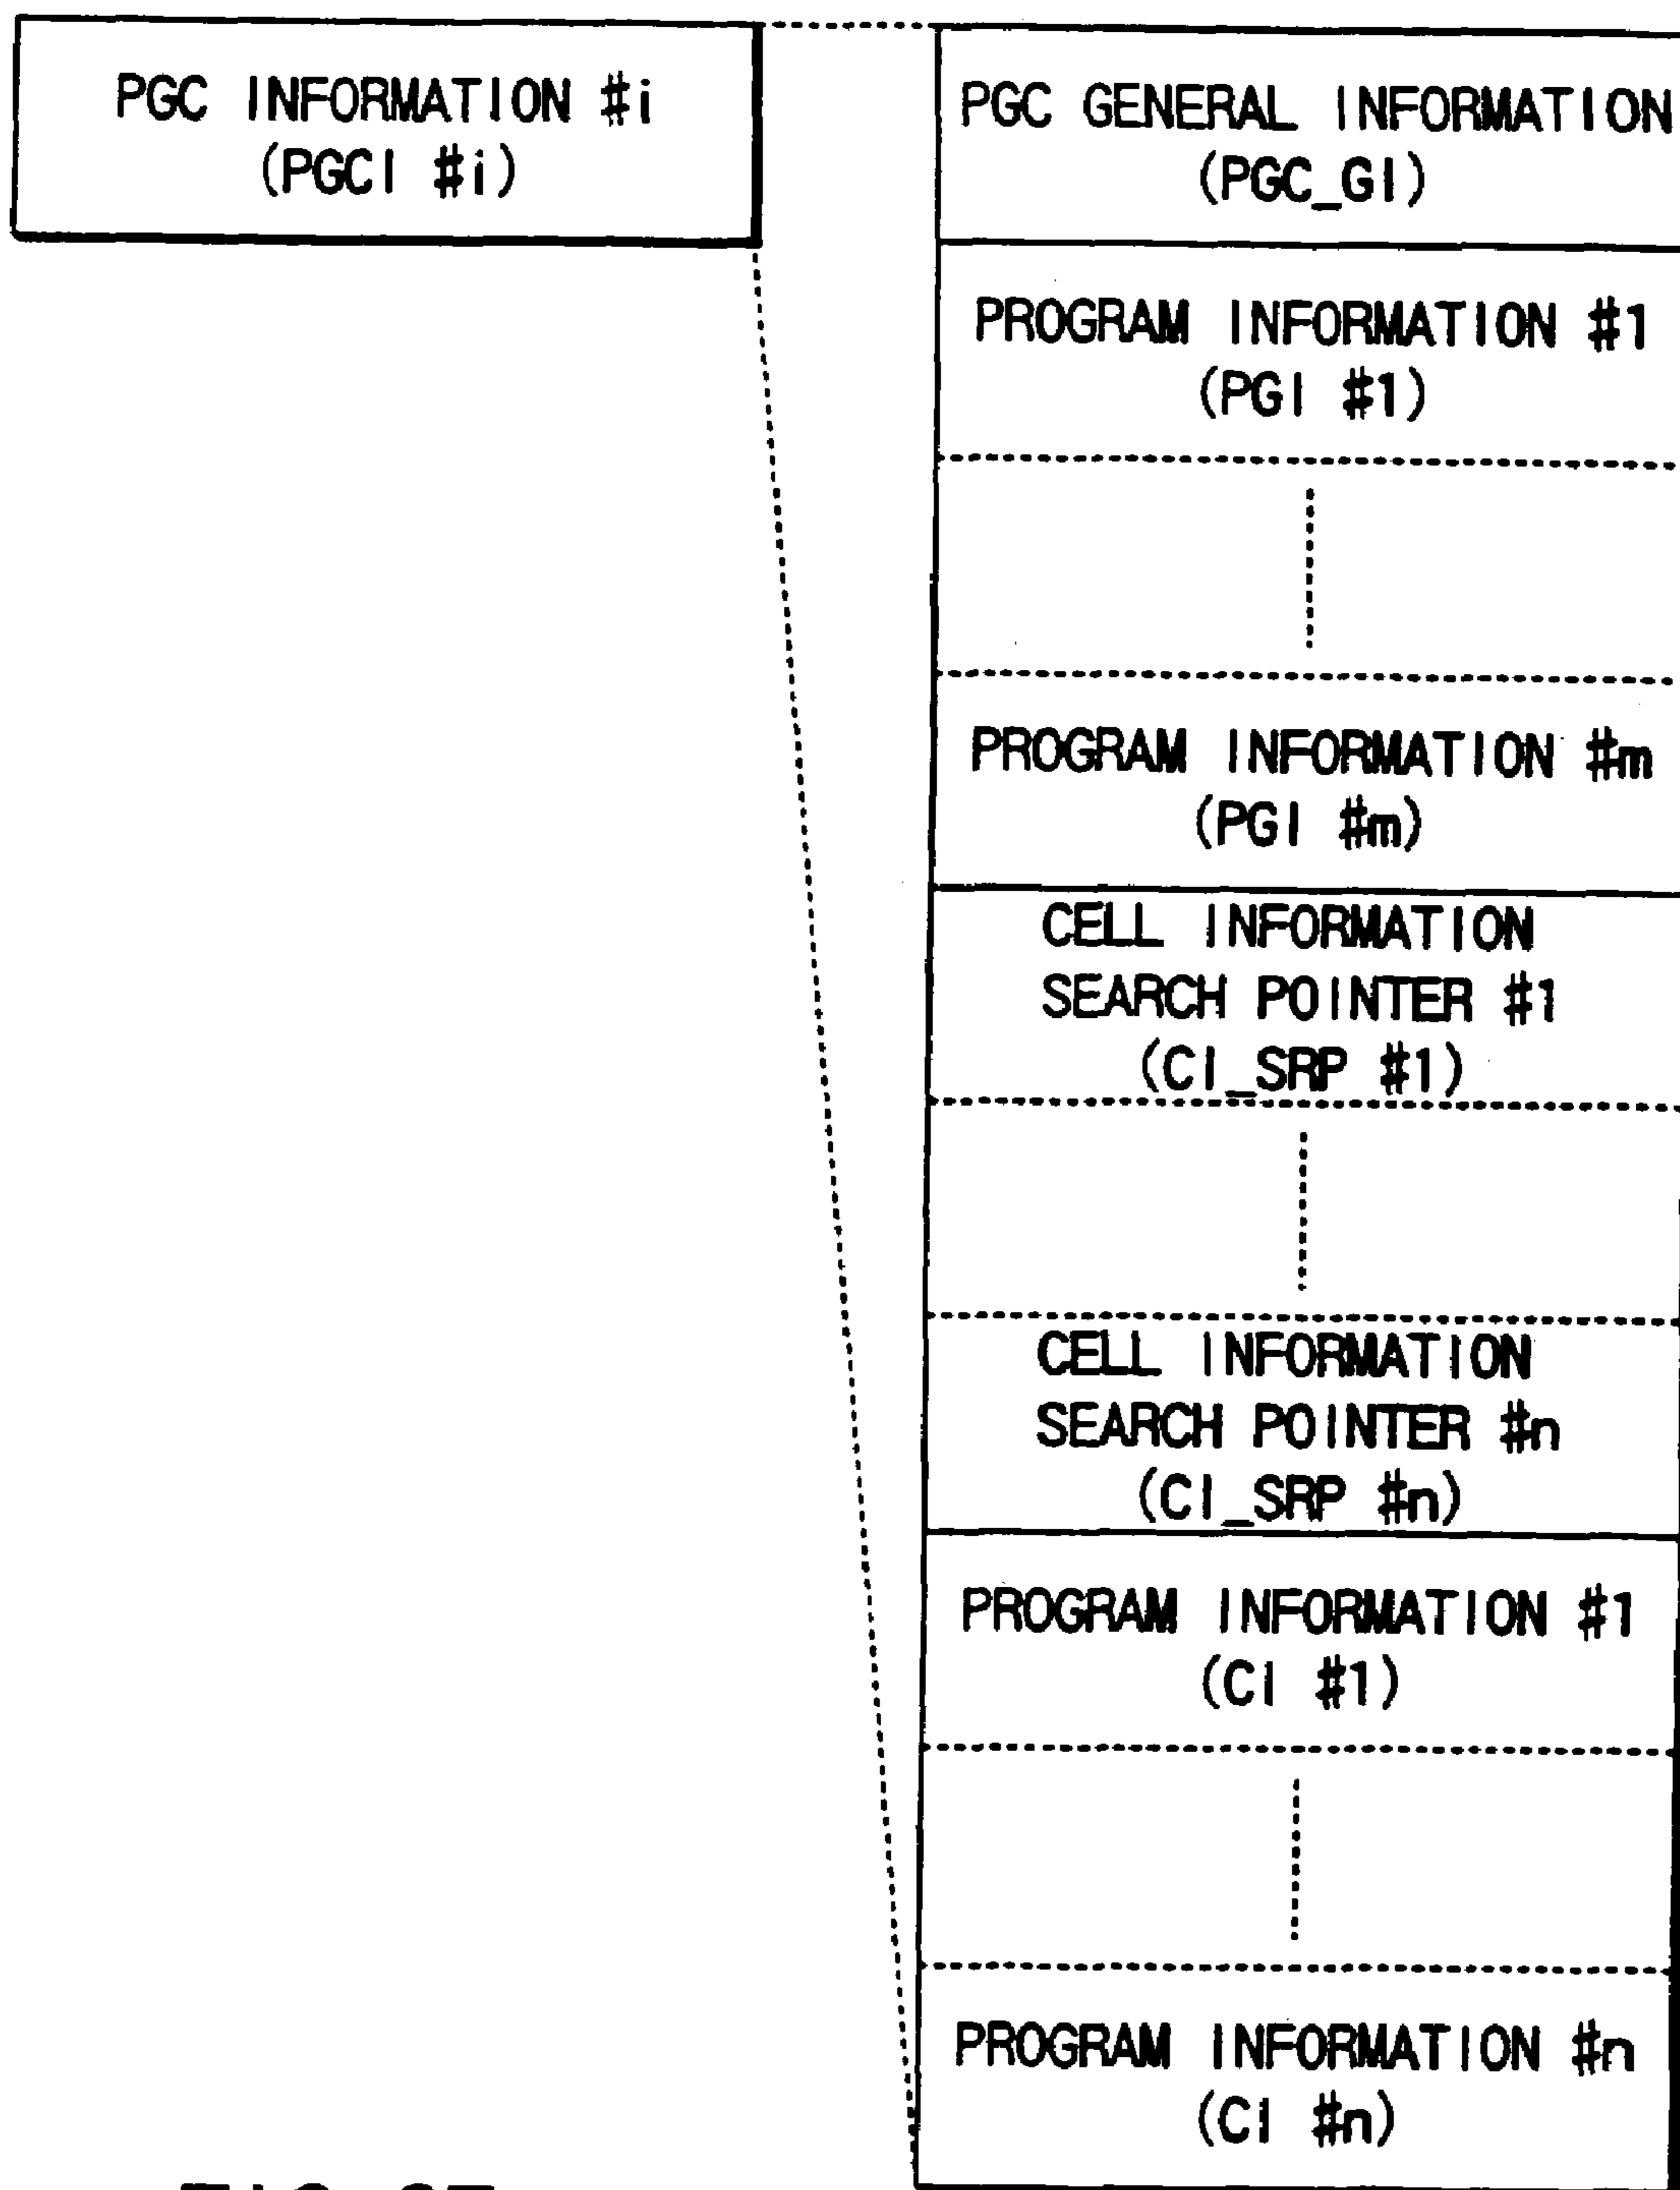 PGC INFORMATION #i
(PGCI #i)
PGC GENERAL INFORMATION
(PGC_GI)
PROGRAM INFORMATION #1
(PGI #1)
PROGRAM INFORMATION #m
(PGI #m)
CELL INFORMATION
SEARCH POINTER #1
(CI_SRP #1)
CELL INFORMATION
SEARCH POINTER #n
(CI_SRP #n)
PROGRAM INFORMATION #1
(CI #1)
PROGRAM INFORMATION #n
(CI #n)